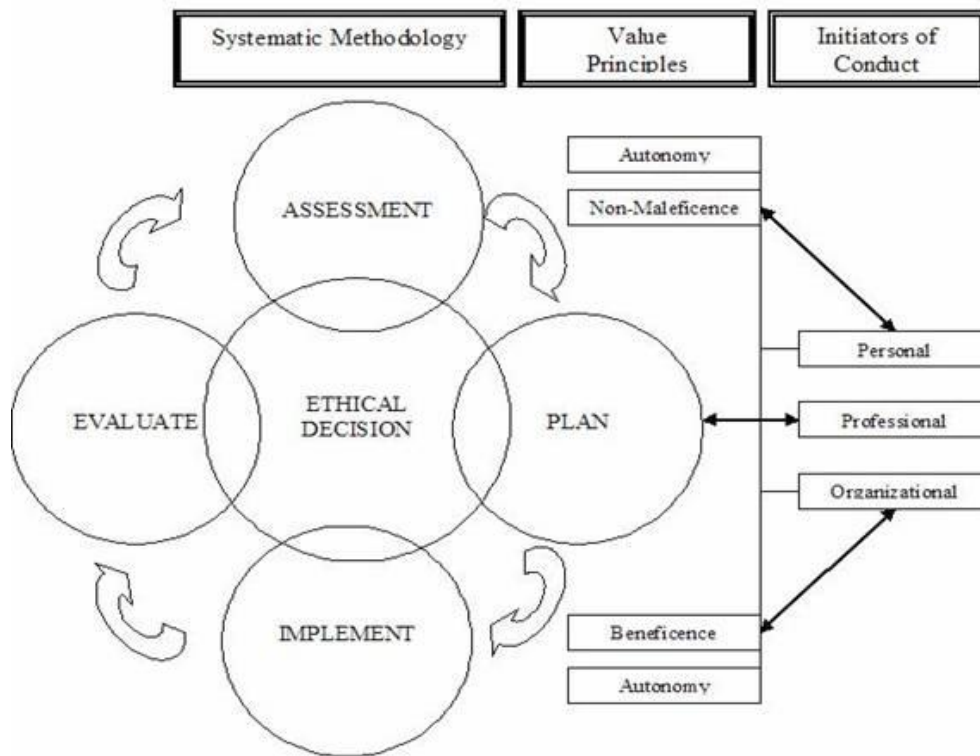 Systematic Methodology
Value
Principles
Initiators of
Conduct
ASSESSMENT
EVALUATE
ETHICAL
DECISION
PLAN
IMPLEMENT
Autonomy
Non-Maleficence
Personal
Professional
Organizational
Beneficence
Autonomy